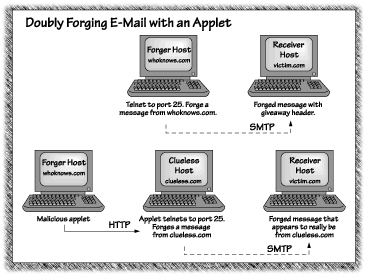 Doubly Forging E-Mail with an Applet
Forger Host
whoknows.com
Receiver
Host
victim.com
Telnet to port 25. Forge a
message from whoknows.com.
Forged message with
giveaway header.
SMTP
Forger Host
whoknows.com
Clueless
Host
clueless.com
Receiver
Host
victim.com
Malicious applet
HTTP
Applet telnets to port 25.
Forges a message
from clueless.com
Forged message that
appears to really be
from clueless.com
SMTP